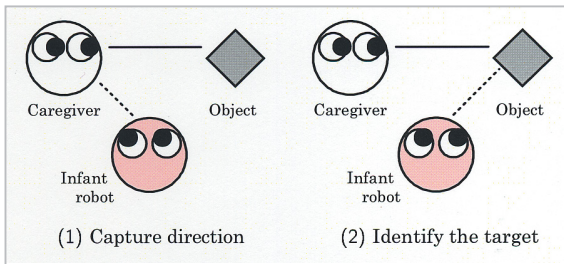 Caregiver
Object
Infant
robot
(1) Capture direction
Caregiver
Object
Infant
robot
(2) Identify the target